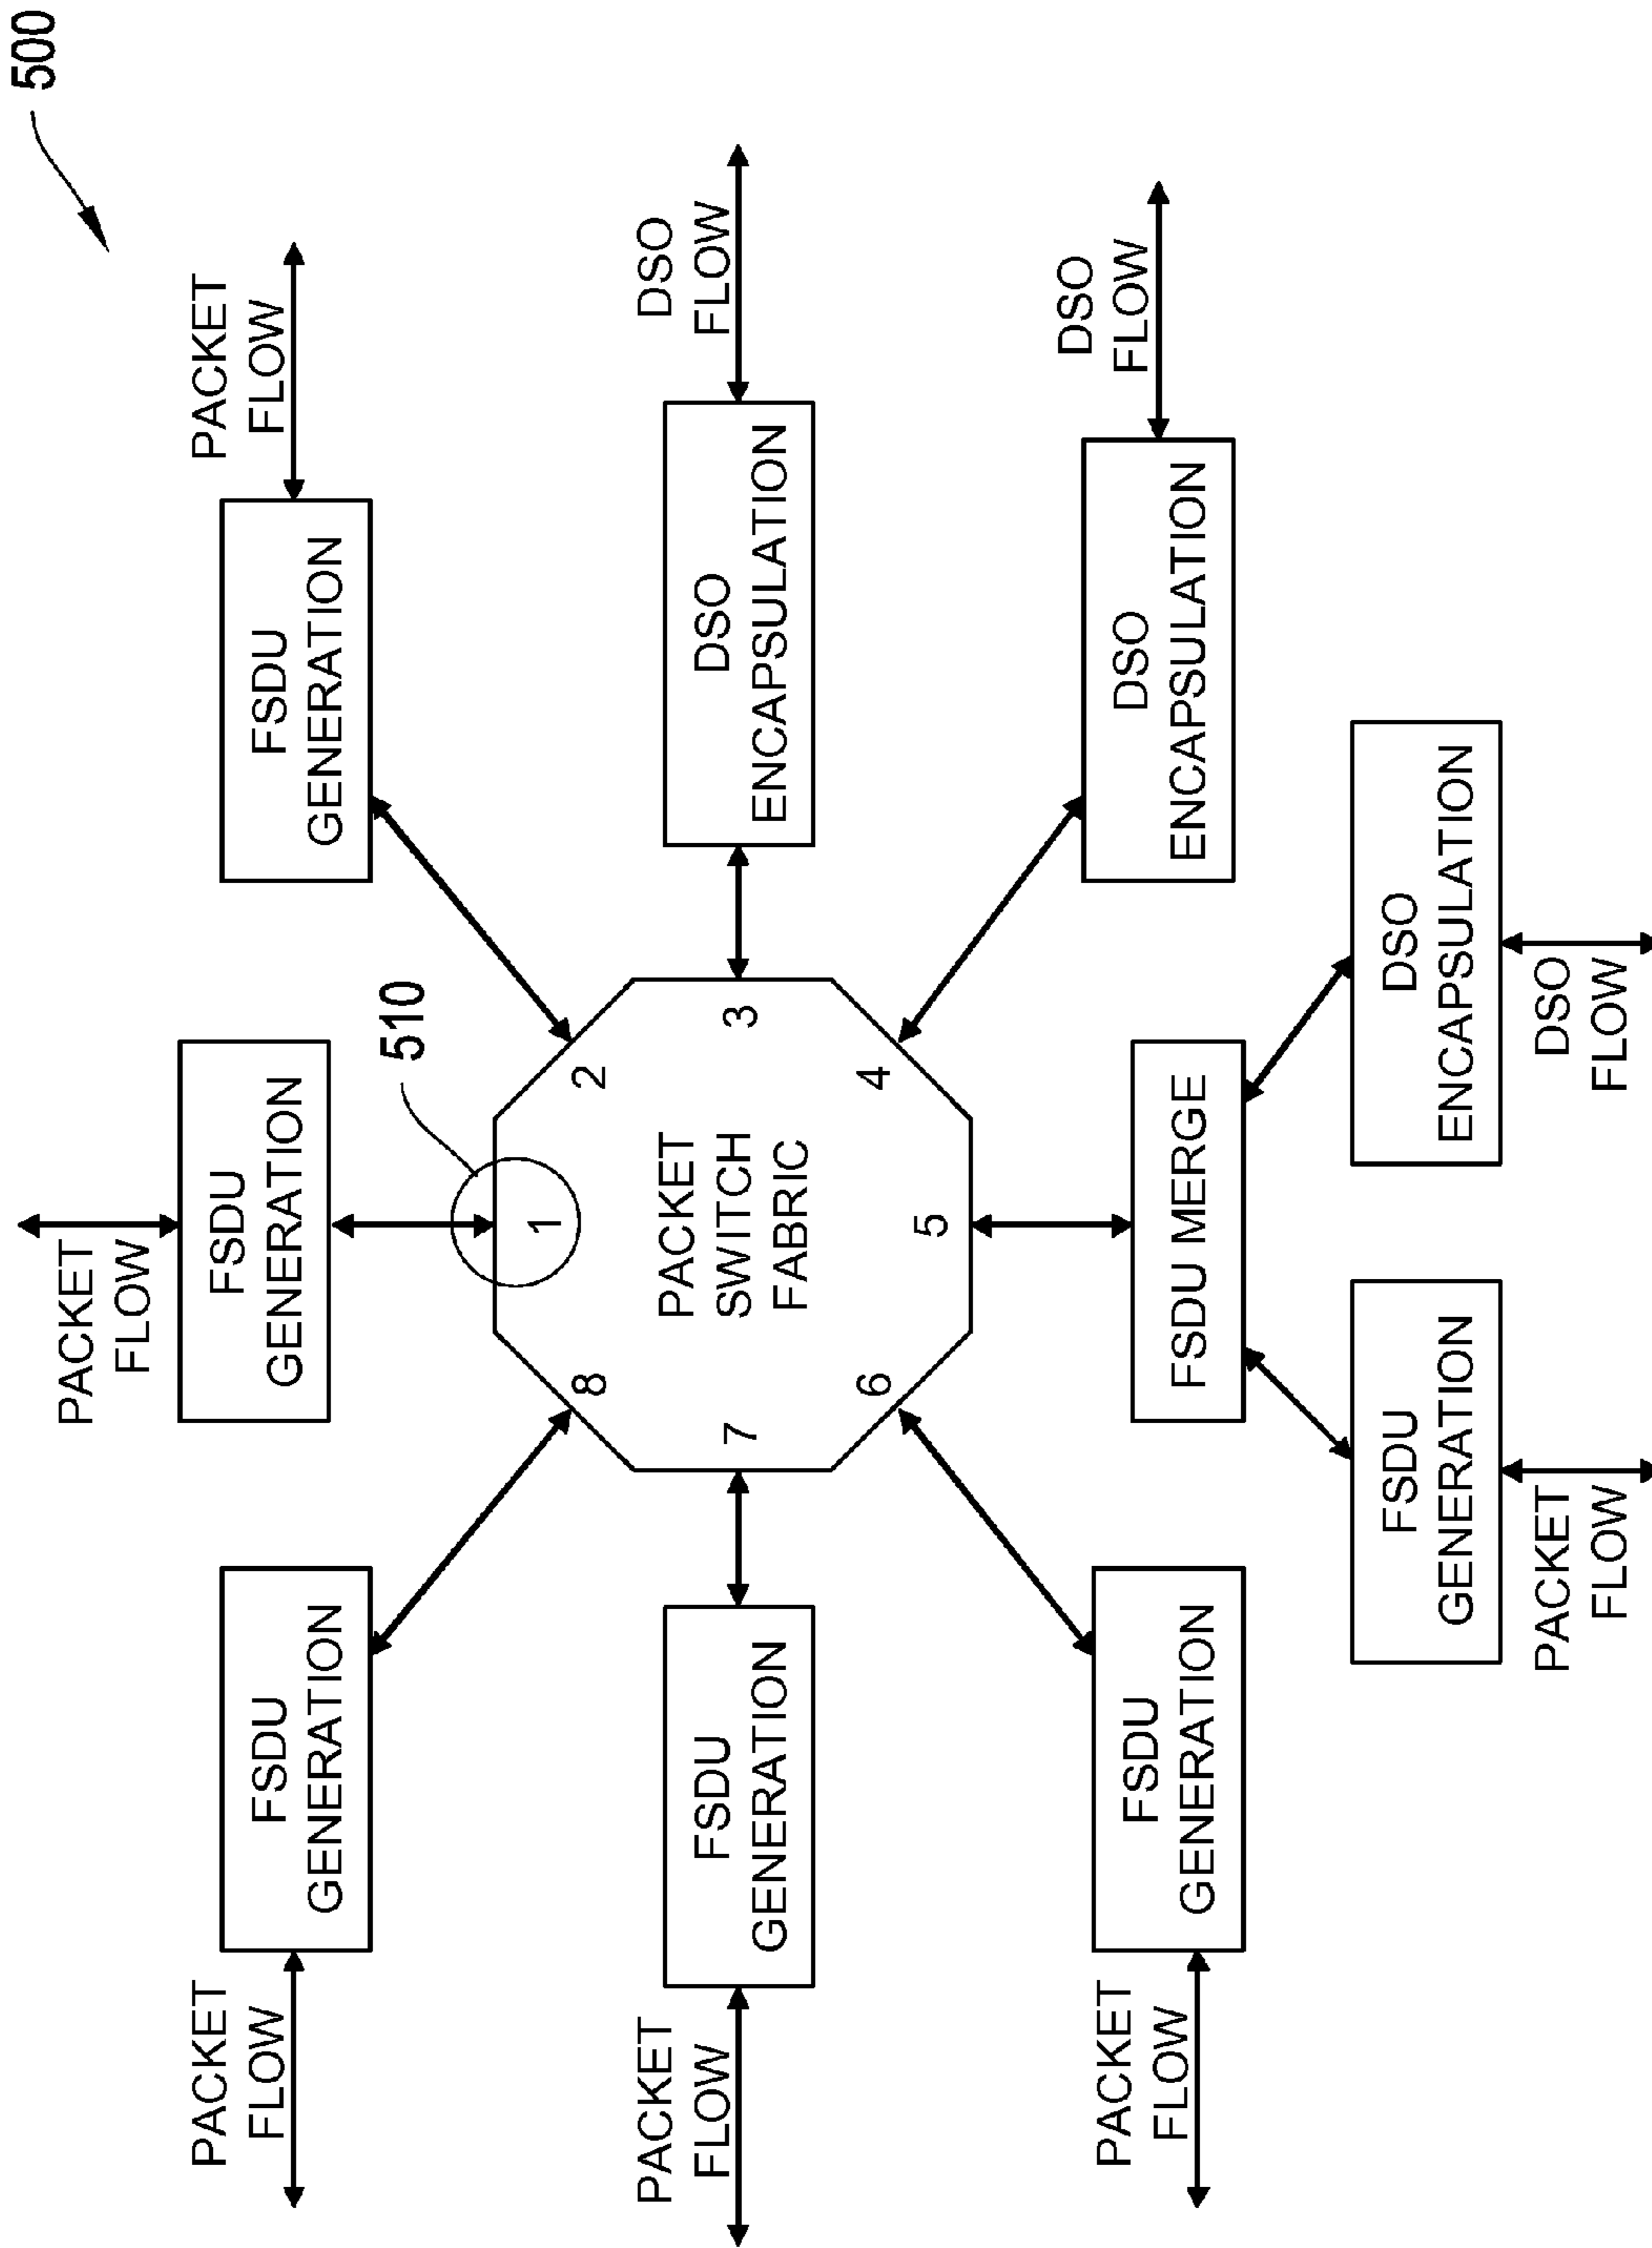 500
PACKET
FLOW
FSDU
GENERATION
510
1
PACKET
FLOW
FSDU
GENERATION
8
PACKET
FLOW
FSDU
GENERATION
2
PACKET
FLOW
FSDU
GENERATION
7
PACKET
SWITCH
FABRIC
3
DSO
ENCAPSULATION
DSO
FLOW
PACKET
FLOW
FSDU
GENERATION
6
5
4
DSO
ENCAPSULATION
DSO
FLOW
FSDU MERGE
FSDU
GENERATION
PACKET
FLOW
DSO
ENCAPSULATION
DSO
FLOW